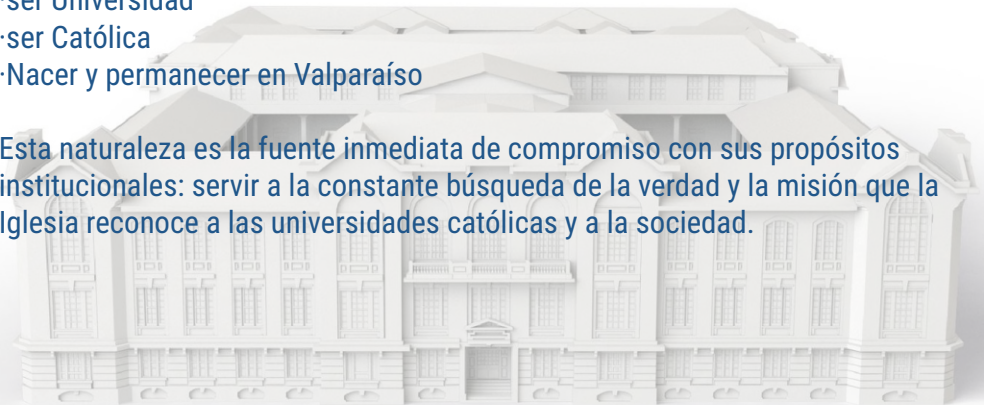 ·ser Universidad
·ser Católica
·Nacer y permanecer en Valparaíso
Esta naturaleza es la fuente inmediata de compromiso con sus propósitos
institucionales: servir a la constante búsqueda de la verdad y la misión que la
Iglesia reconoce a las universidades católicas y a la sociedad.